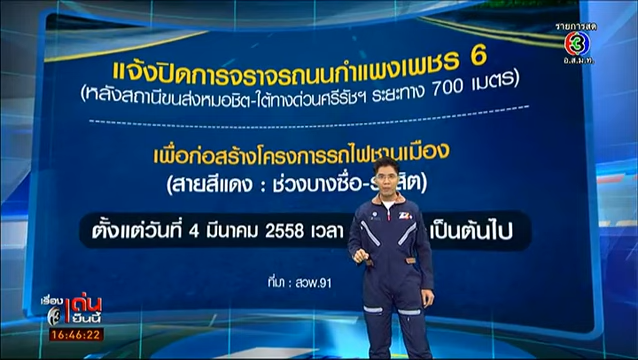 รายการสด
3
อ.ส.ม.ท.
แจ้งปิดการจราจรถนนกำแพงเพชร 6
(หลังสถานีขนส่งหมอชิต-ใต้ทางด่วนศรีรัชฯ ระยะทาง 700 เมตร)
เพื่อก่อสร้างโครงการรถไฟชานเมือง
(สายสีแดง : ช่วงบางซื่อ-
ตั้งแต่วันที่ 4 มีนาคม 2558 เวลา เป็นต้นไป
ที่มา : สวพ.91
เรื่อง
เด่น
เย็นนี้
16:46:22